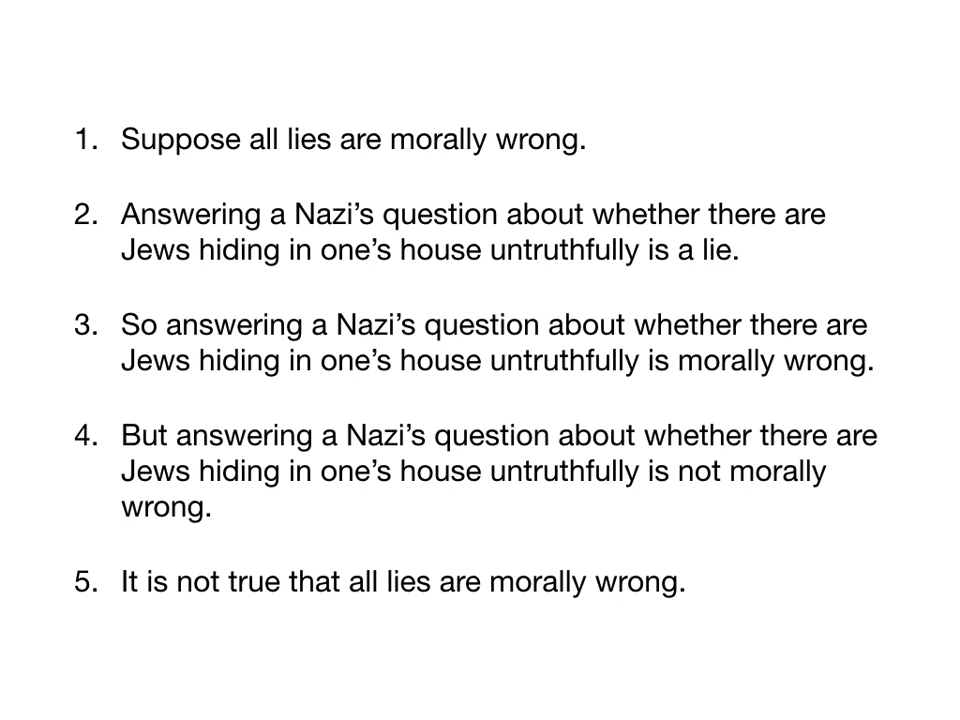 1. Suppose all lies are morally wrong.
2. Answering a Nazi’s question about whether there are
Jews hiding in one’s house untruthfully is a lie.
3. So answering a Nazi’s question about whether there are
Jews hiding in one’s house untruthfully is morally wrong.
4. But answering a Nazi’s question about whether there are
Jews hiding in one’s house untruthfully is not morally
wrong.
5. It is not true that all lies are morally wrong.